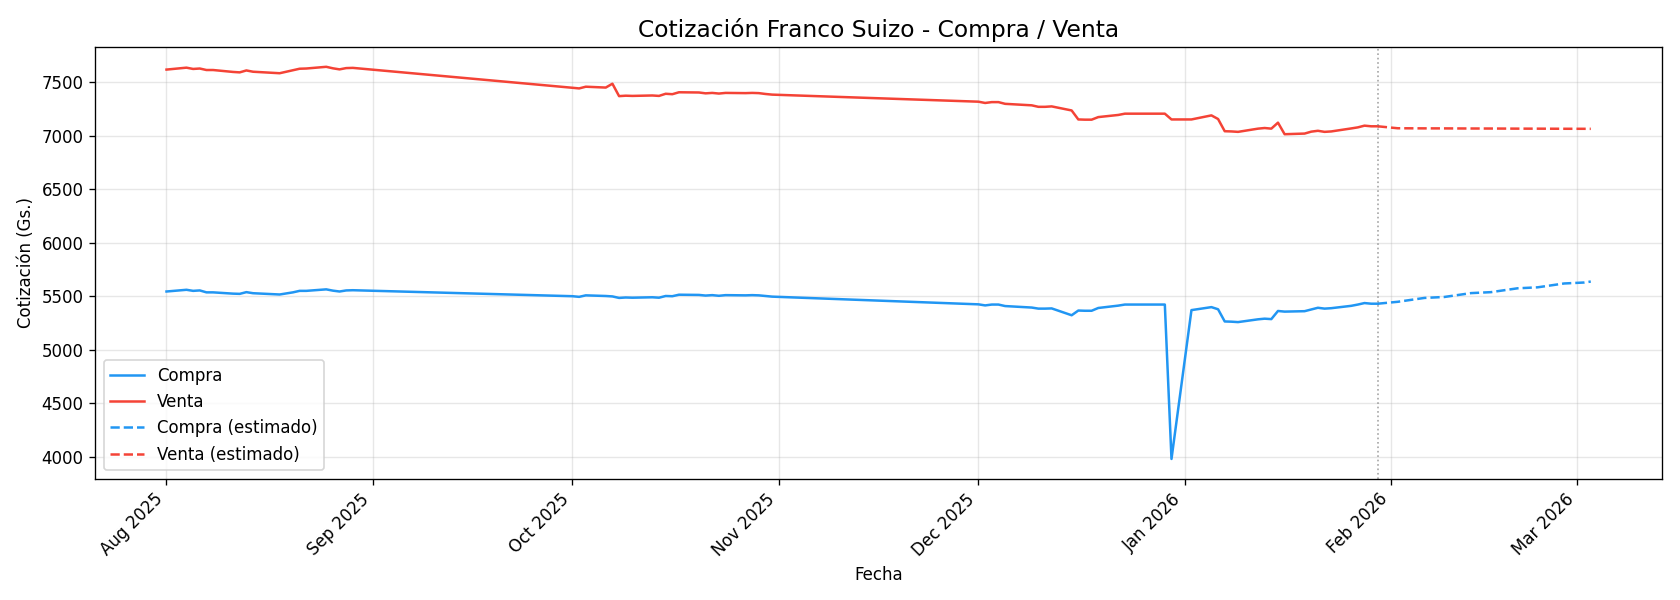 Cotización Franco Suizo - Compra / Venta
Cotización (Gs.)
7500
7000
6500
6000
5500
5000
4500
4000
Compra
Venta
Compra (estimado)
Venta (estimado)
Aug 2025
Sep 2025
Oct 2025
Nov 2025
Dec 2025
Jan 2026
Feb 2026
Mar 2026
Fecha